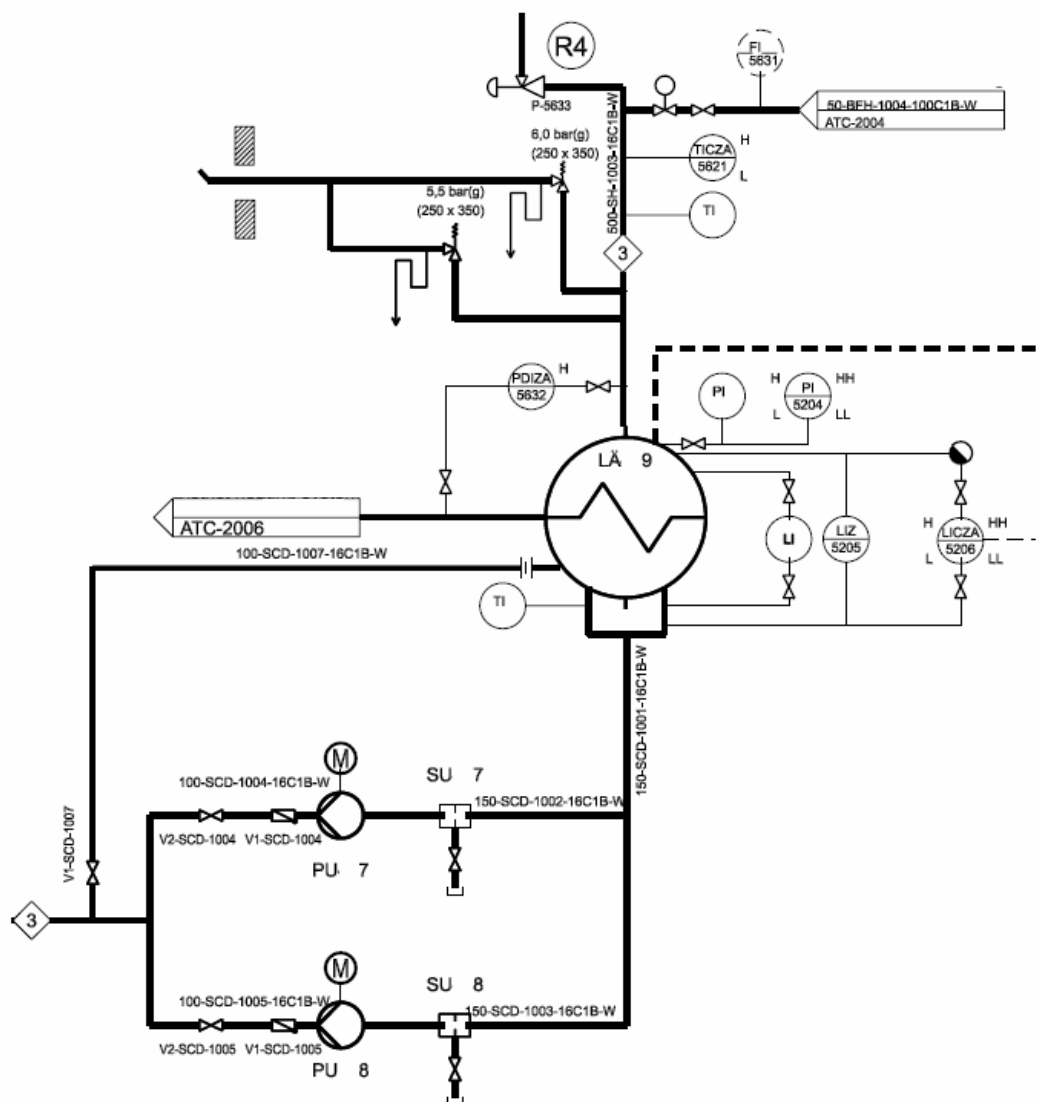 R4
FI
5631
P-5633
50-BFH-1004-100C1B-W
ATC-2004
6,0 bar(g)
(250 x 350)
500-SH-1003-16C1B-W
TICZA
5621
H
L
5,5 bar(g)
(250 x 350)
TI
3
PDIZA
5632
H
PI
H
L
PI
5204
HH
LL
LÄ 9
ATC-2006
LI
LIZ
5205
H
L
LICZA
5206
HH
LL
100-SCD-1007-16C1B-W
TI
150-SCD-1001-16C1B-W
M
SU 7
100-SCD-1004-16C1B-W
150-SCD-1002-16C1B-W
V1-SCD-1007
V2-SCD-1004
V1-SCD-1004
PU 7
3
M
SU 8
100-SCD-1005-16C1B-W
150-SCD-1003-16C1B-W
V2-SCD-1005
V1-SCD-1005
PU 8